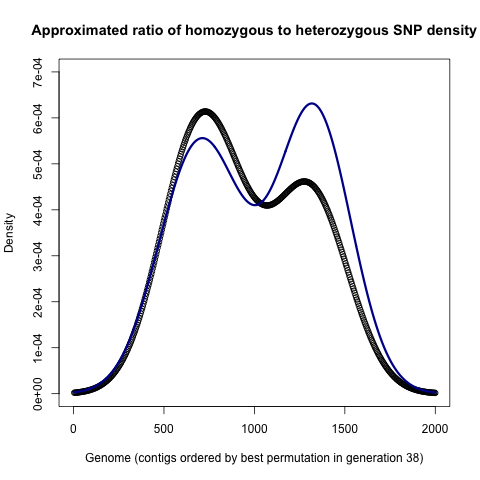 Approximated ratio of homozygous to heterozygous SNP density
7e-04
6e-04
5e-04
4e-04
3e-04
2e-04
1e-04
0e+00
Density
0 500 1000 1500 2000
Genome (contigs ordered by best permutation in generation 38)